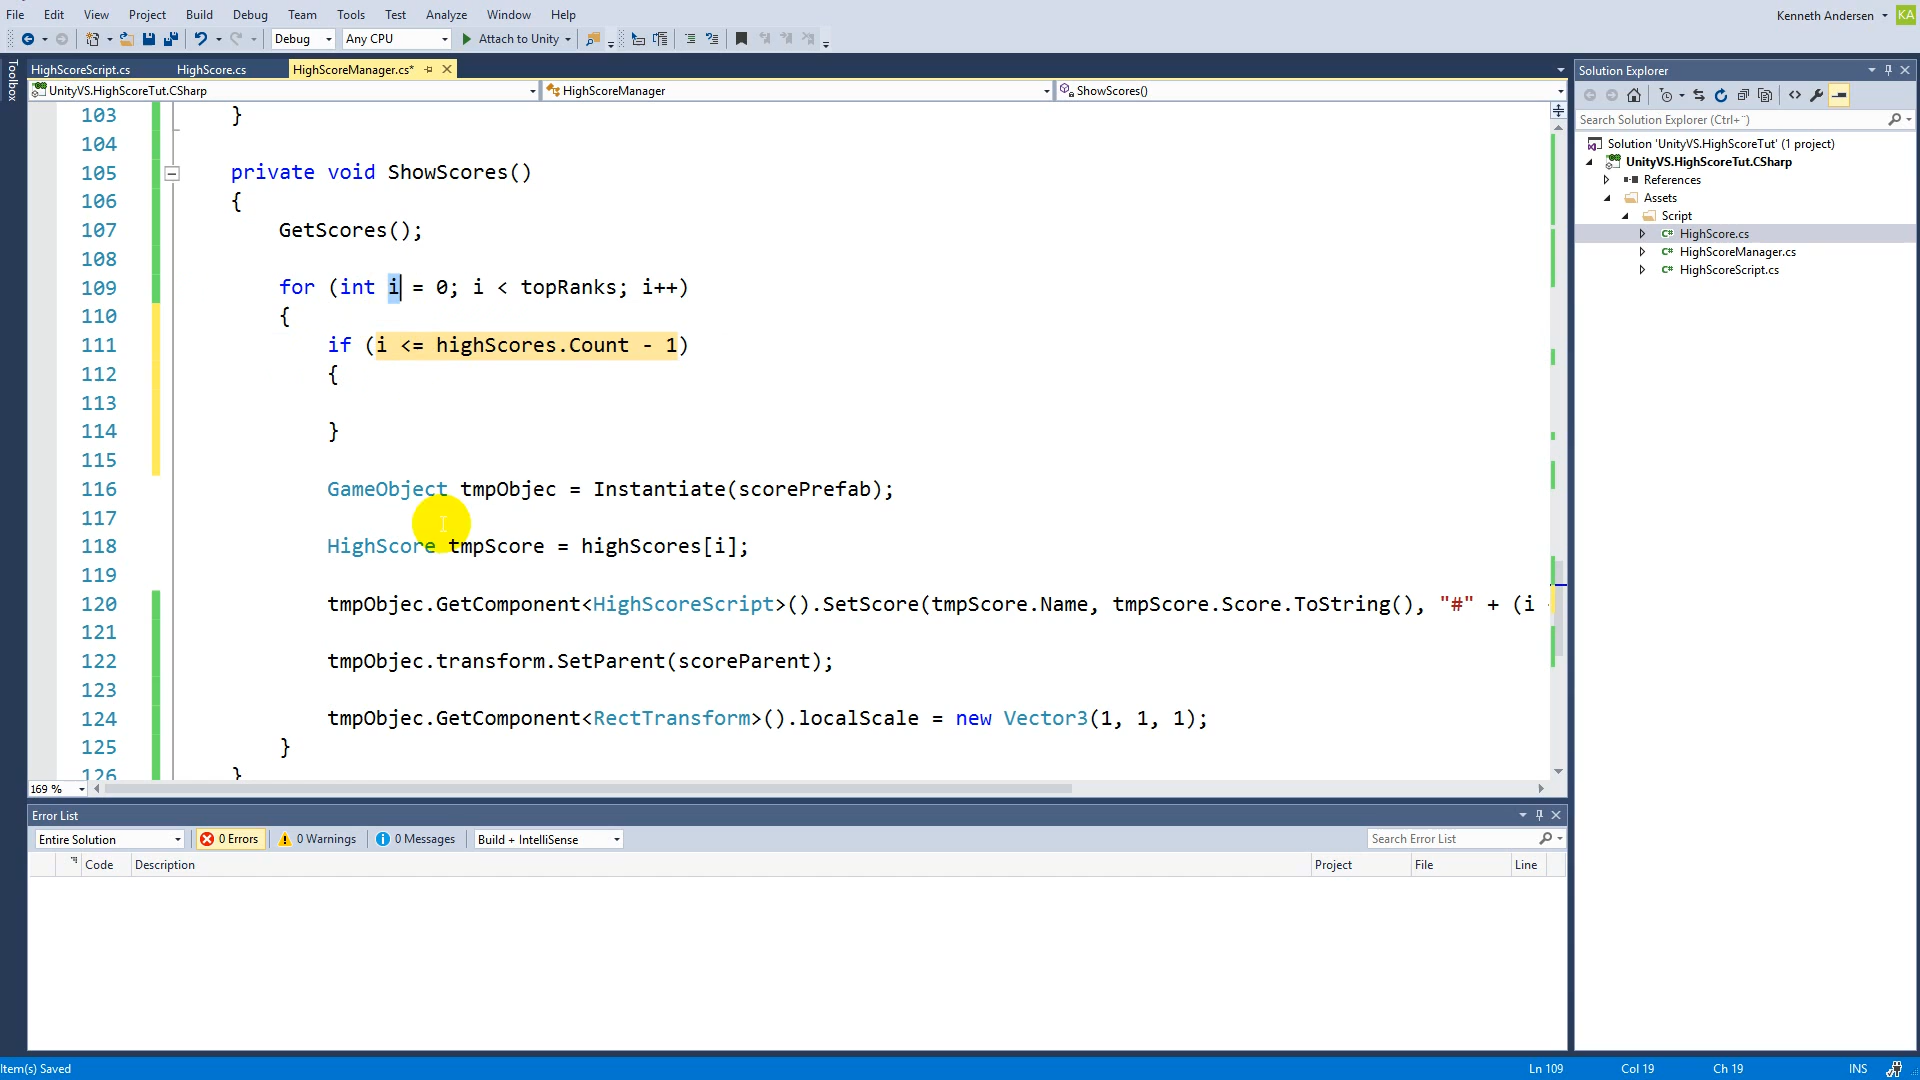 File Edit View Project Build Debug Team Tools Test Analyze Window Help
Kenneth Andersen KA
Debug Any CPU Attach to Unity
Toolbox
HighScoreScript.cs HighScore.cs HighScoreManager.cs*
UnityVS.HighScoreTut.CSharp HighScoreManager ShowScores()
103 }
104
105 private void ShowScores()
106 {
107 GetScores();
108
109 for (int i = 0; i < topRanks; i++)
110 {
111 if (i <= highScores.Count - 1)
112 {
113
114 }
115
116 GameObject tmpObjec = Instantiate(scorePrefab);
117
118 HighScore tmpScore = highScores[i];
119
120 tmpObjec.GetComponent<HighScoreScript>().SetScore(tmpScore.Name, tmpScore.Score.ToString(), "#" + (i
121
122 tmpObjec.transform.SetParent(scoreParent);
123
124 tmpObjec.GetComponent<RectTransform>().localScale = new Vector3(1, 1, 1);
125 }
126 }
169 %
Solution Explorer
Search Solution Explorer (Ctrl+¨)
Solution 'UnityVS.HighScoreTut' (1 project)
UnityVS.HighScoreTut.CSharp
References
Assets
Script
HighScore.cs
HighScoreManager.cs
HighScoreScript.cs
Error List
Entire Solution 0 Errors 0 Warnings 0 Messages Build + IntelliSense Search Error List
Code Description Project File Line
Item(s) Saved Ln 109 Col 19 Ch 19 INS